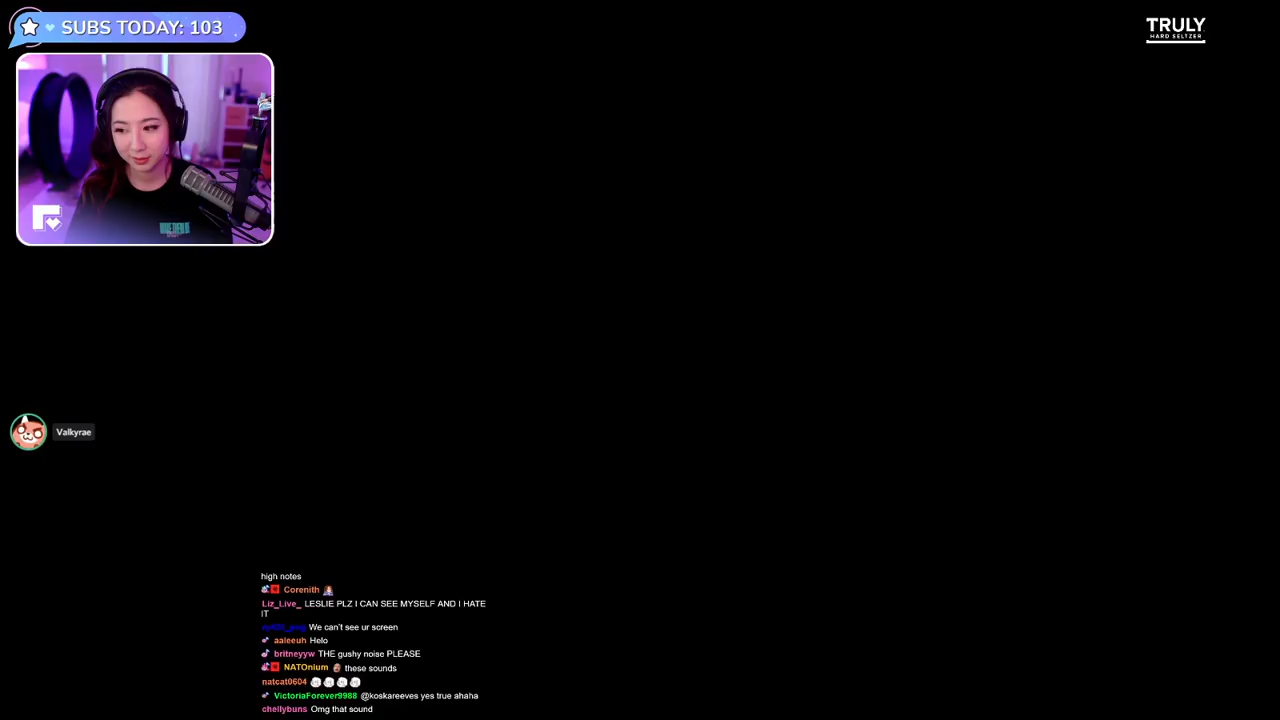 SUBS TODAY: 103
TRULY
HARD SELTZER
Valkyrae
high notes
Corenith
Liz_Live_ LESLIE PLZ I CAN SEE MYSELF AND I HATE
IT
We can't see ur screen
aaleeuh Helo
britneyyw THE gushy noise PLEASE
NATOnium these sounds
natcat0604
VictoriaForever9988 @koskareeves yes true ahaha
chellybuns Omg that sound